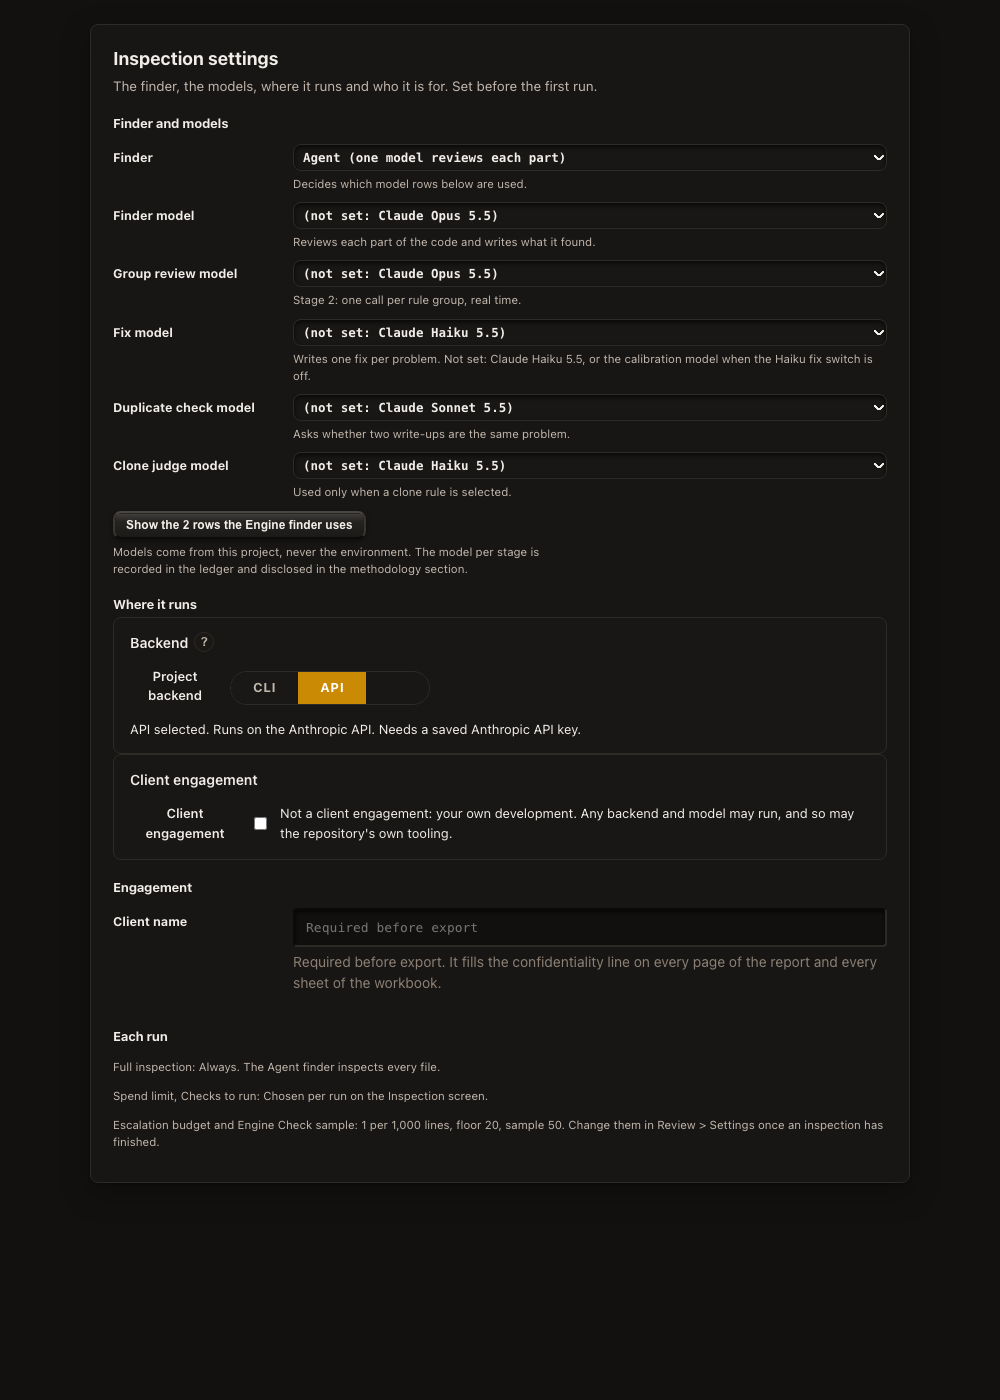 Inspection settings
The finder, the models, where it runs and who it is for. Set before the first run.
Finder and models
Finder
Agent (one model reviews each part)
Decides which model rows below are used.
Finder model
(not set: Claude Opus 5.5)
Reviews each part of the code and writes what it found.
Group review model
(not set: Claude Opus 5.5)
Stage 2: one call per rule group, real time.
Fix model
(not set: Claude Haiku 5.5)
Writes one fix per problem. Not set: Claude Haiku 5.5, or the calibration model when the Haiku fix switch is
off.
Duplicate check model
(not set: Claude Sonnet 5.5)
Asks whether two write-ups are the same problem.
Clone judge model
(not set: Claude Haiku 5.5)
Used only when a clone rule is selected.
Show the 2 rows the Engine finder uses
Models come from this project, never the environment. The model per stage is
recorded in the ledger and disclosed in the methodology section.
Where it runs
Backend ?
Project
backend
CLI API
API selected. Runs on the Anthropic API. Needs a saved Anthropic API key.
Client engagement
Client
engagement
Not a client engagement: your own development. Any backend and model may run, and so may
the repository's own tooling.
Engagement
Client name
Required before export
Required before export. It fills the confidentiality line on every page of the report and every
sheet of the workbook.
Each run
Full inspection: Always. The Agent finder inspects every file.
Spend limit, Checks to run: Chosen per run on the Inspection screen.
Escalation budget and Engine Check sample: 1 per 1,000 lines, floor 20, sample 50. Change them in Review > Settings once an inspection has
finished.